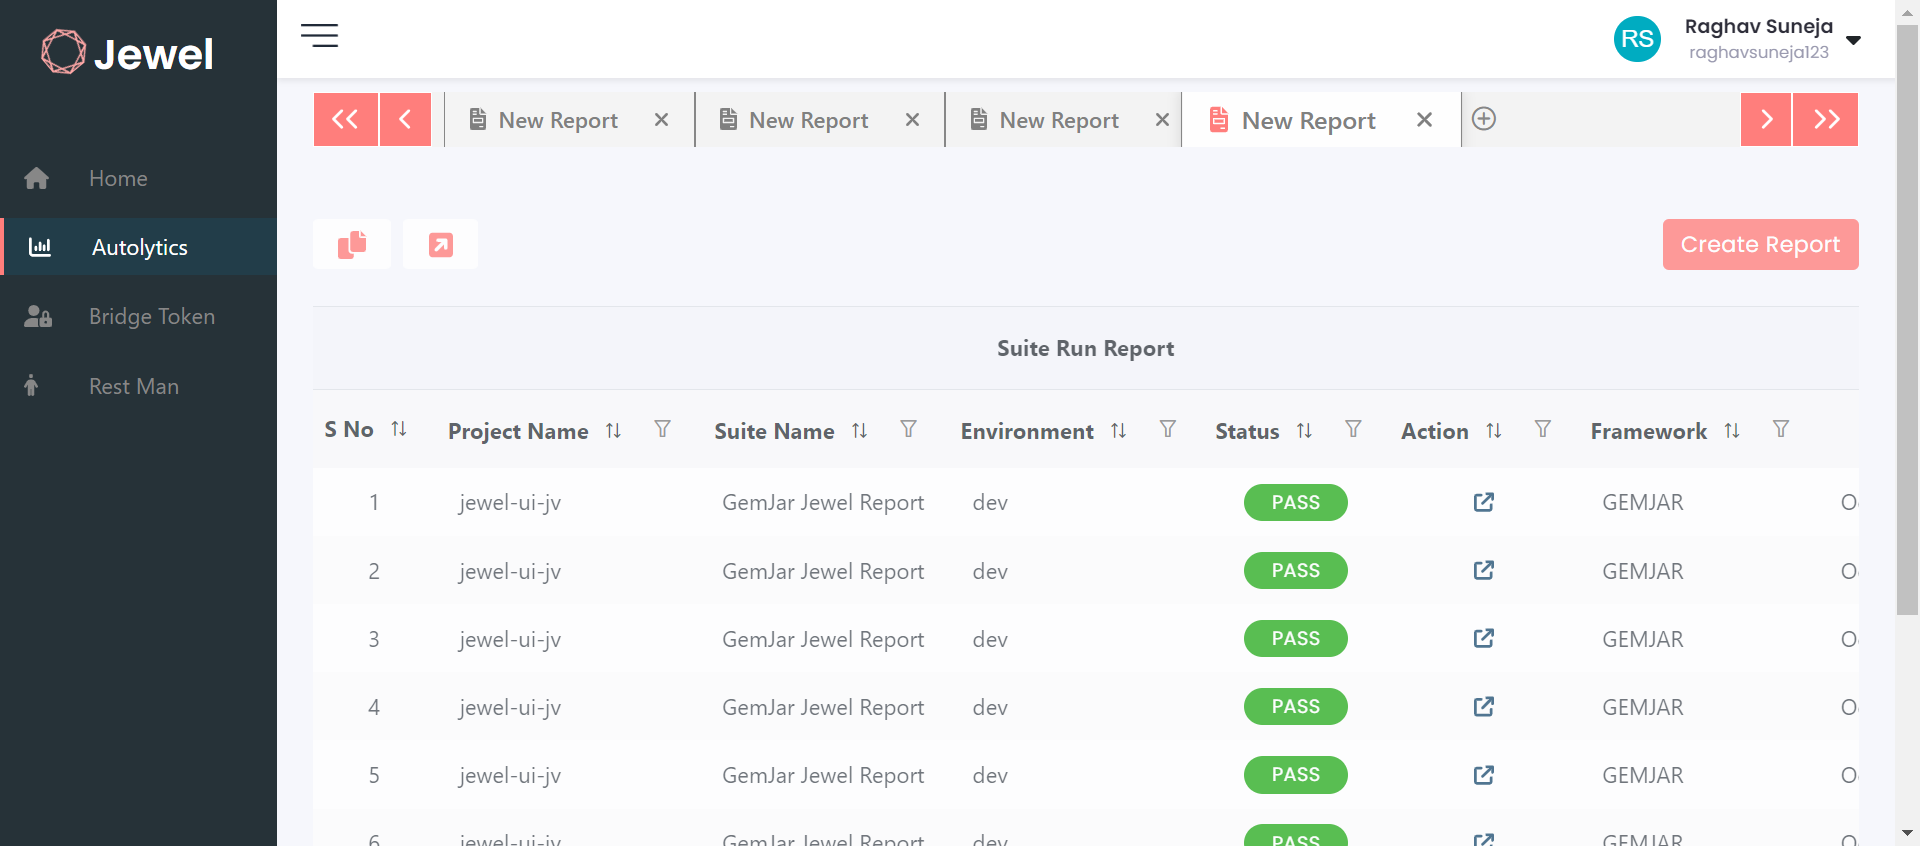 Jewel
RS
Raghav Suneja
raghavsuneja123
New Report
New Report
New Report
New Report
Home
Autolytics
Bridge Token
Rest Man
Create Report
Suite Run Report
S No Project Name Suite Name Environment Status Action Framework
1 jewel-ui-jv GemJar Jewel Report dev PASS GEMJAR
2 jewel-ui-jv GemJar Jewel Report dev PASS GEMJAR
3 jewel-ui-jv GemJar Jewel Report dev PASS GEMJAR
4 jewel-ui-jv GemJar Jewel Report dev PASS GEMJAR
5 jewel-ui-jv GemJar Jewel Report dev PASS GEMJAR
6 jewel-ui-jv GemJar Jewel Report dev PASS GEMJAR